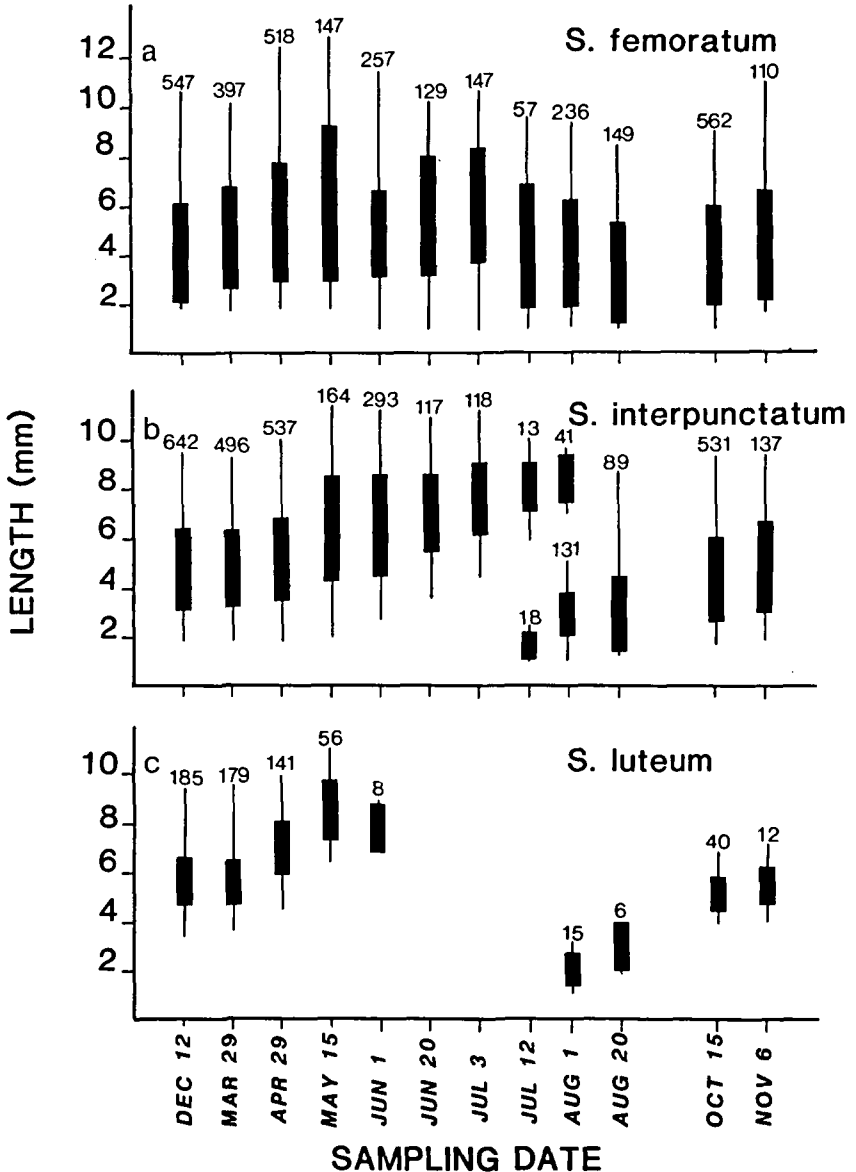 a
S. femoratum
547 397 518 147 257 129 147 57 236 149 562 110
12
10
8
6
4
2
b
S. interpunctatum
642 496 537 164 293 117 118 13 41 89 531 137
131
18
10
8
6
4
2
LENGTH (mm)
c
S. luteum
185 179 141 56 8 15 6 40 12
10
8
6
4
2
DEC 12
MAR 29
APR 29
MAY 15
JUN 1
JUN 20
JUL 3
JUL 12
AUG 1
AUG 20
OCT 15
NOV 6
SAMPLING DATE